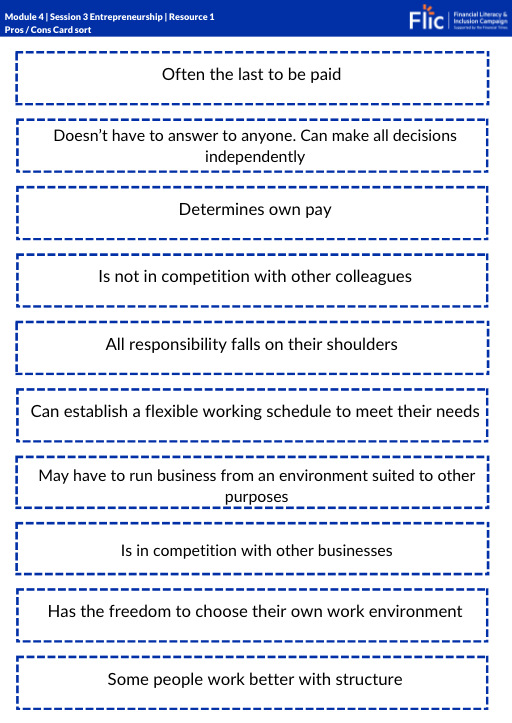 Module 4 | Session 3 Entrepreneurship | Resource 1
Pros / Cons Card sort
Flic
Financial Literacy &
Inclusion Campaign
Supported by the Financial Times
Often the last to be paid
Doesn’t have to answer to anyone. Can make all decisions
independently
Determines own pay
Is not in competition with other colleagues
All responsibility falls on their shoulders
Can establish a flexible working schedule to meet their needs
May have to run business from an environment suited to other
purposes
Is in competition with other businesses
Has the freedom to choose their own work environment
Some people work better with structure